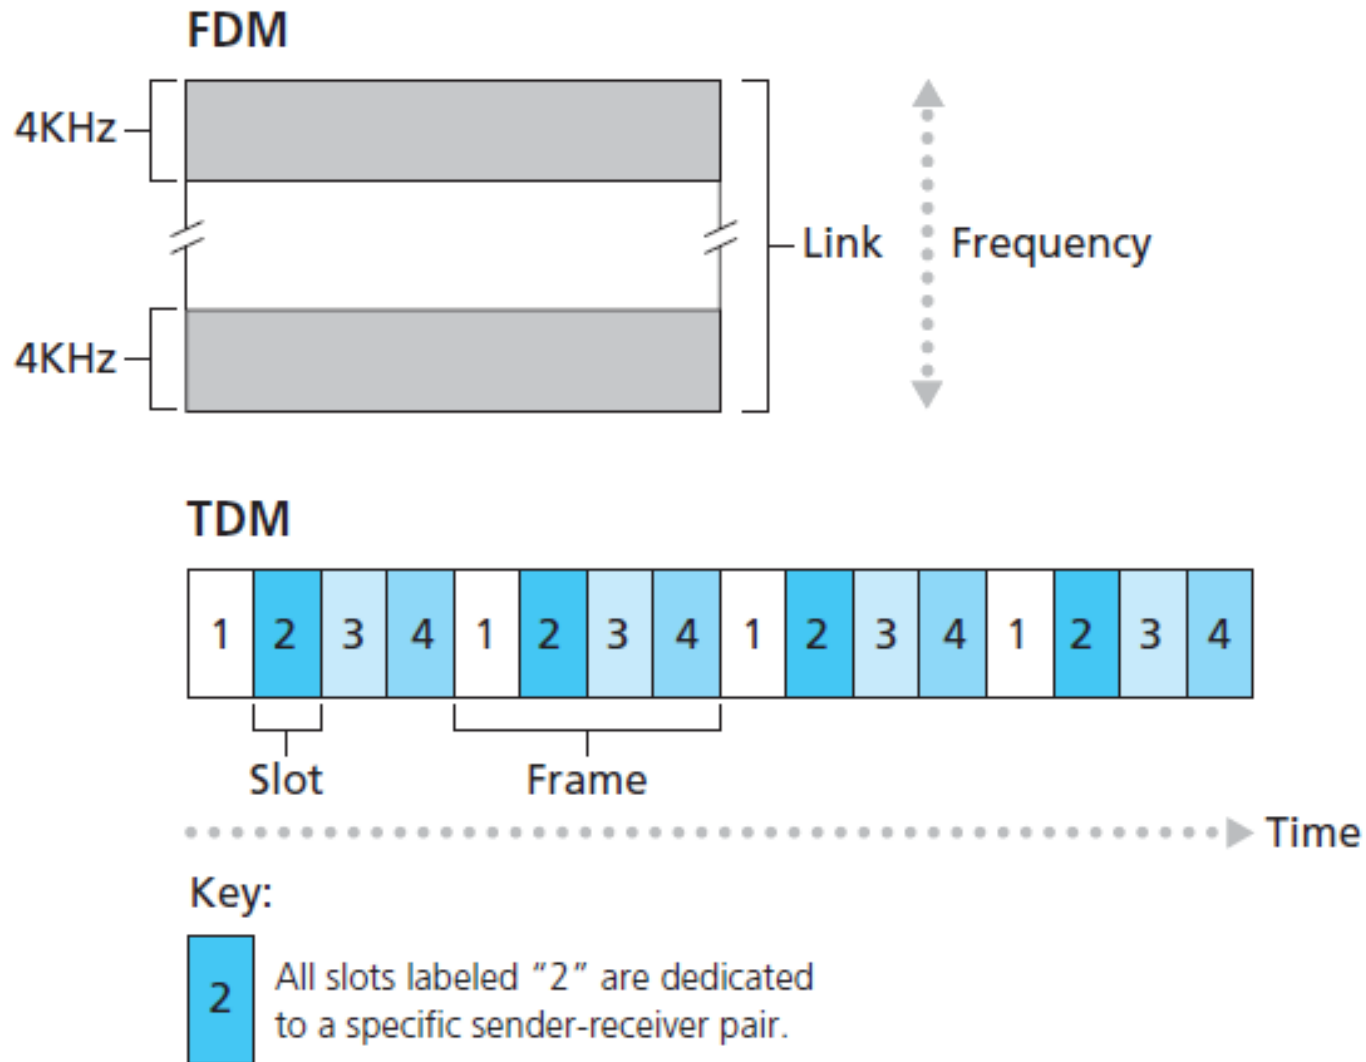 FDM
4KHz
Link
Frequency
4KHz
TDM
1 2 3 4 1 2 3 4 1 2 3 4 1 2 3 4
Slot
Frame
Time
Key:
2
All slots labeled “2” are dedicated
to a specific sender-receiver pair.